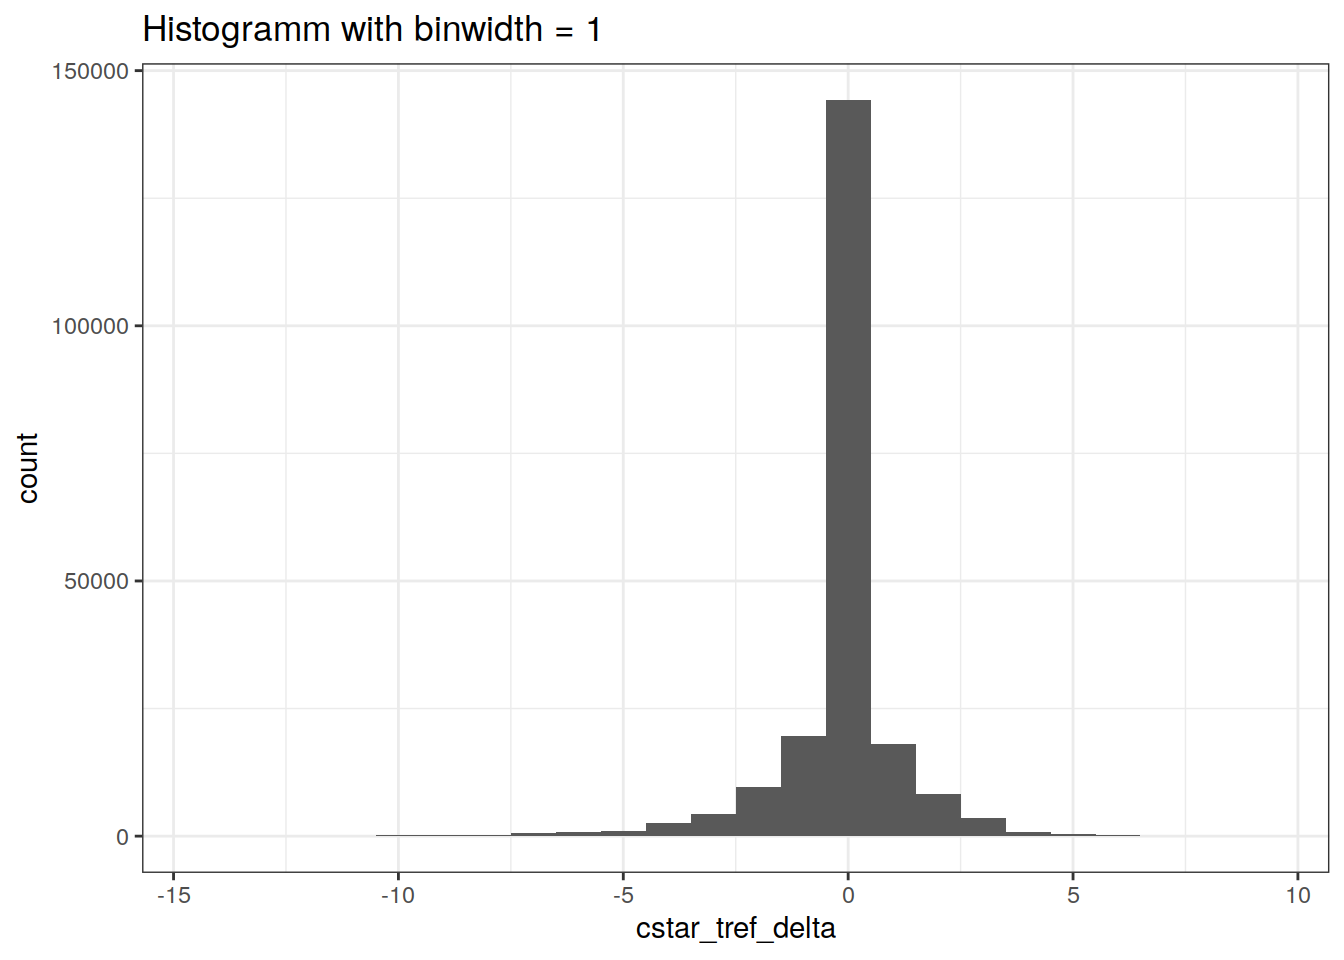 Histogramm with binwidth = 1
150000
100000
50000
0
count
-15 -10 -5 0 5 10
cstar_tref_delta